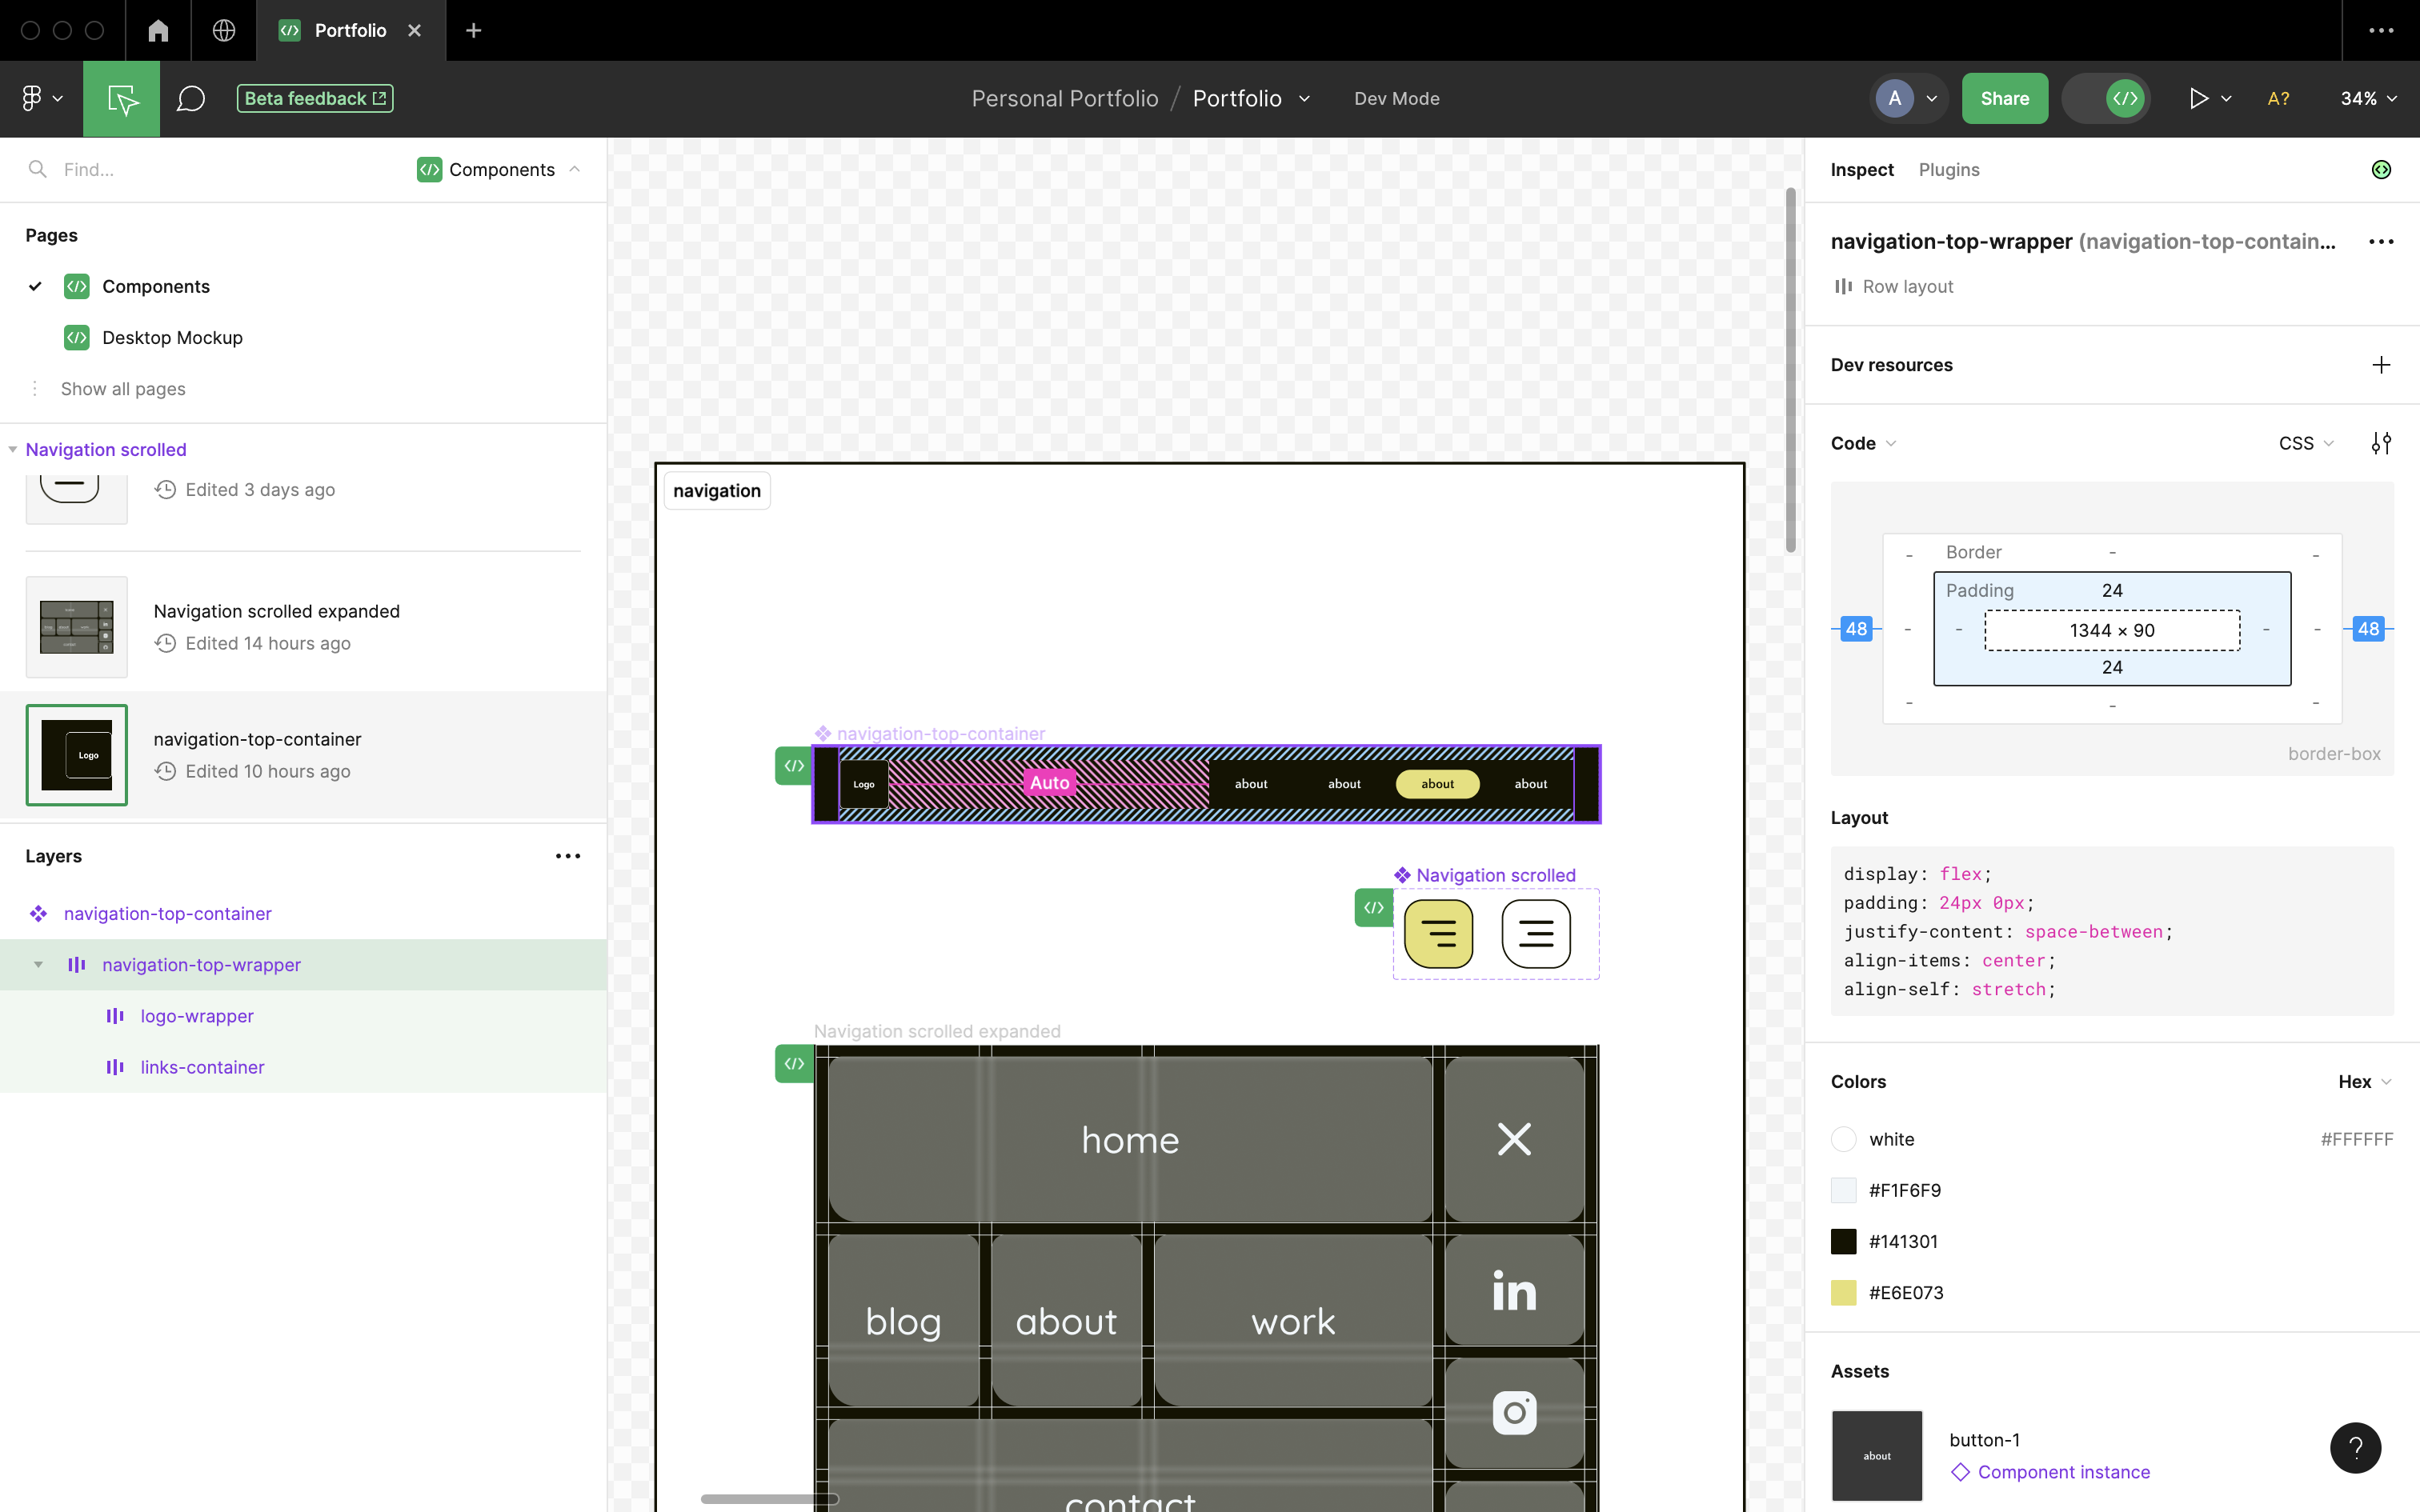 Portfolio
Beta feedback
Personal Portfolio / Portfolio
Dev Mode
A
Share
A?
34%
Find...
Components
Pages
Components
Desktop Mockup
Show all pages
Navigation scrolled
Edited 3 days ago
Navigation scrolled expanded
Edited 14 hours ago
Logo
navigation-top-container
Edited 10 hours ago
Layers
navigation-top-container
navigation-top-wrapper
logo-wrapper
links-container
navigation
navigation-top-container
Logo
Auto
about
about
about
about
Navigation scrolled
Navigation scrolled expanded
home
blog
about
work
in
contact
Inspect
Plugins
navigation-top-wrapper (navigation-top-contain...
Row layout
Dev resources
Code
CSS
Border
-
Padding
24
48
1344 × 90
48
24
border-box
Layout
display: flex;
padding: 24px 0px;
justify-content: space-between;
align-items: center;
align-self: stretch;
Colors
Hex
white
#FFFFFF
#F1F6F9
#141301
#E6E073
Assets
about
button-1
Component instance
?